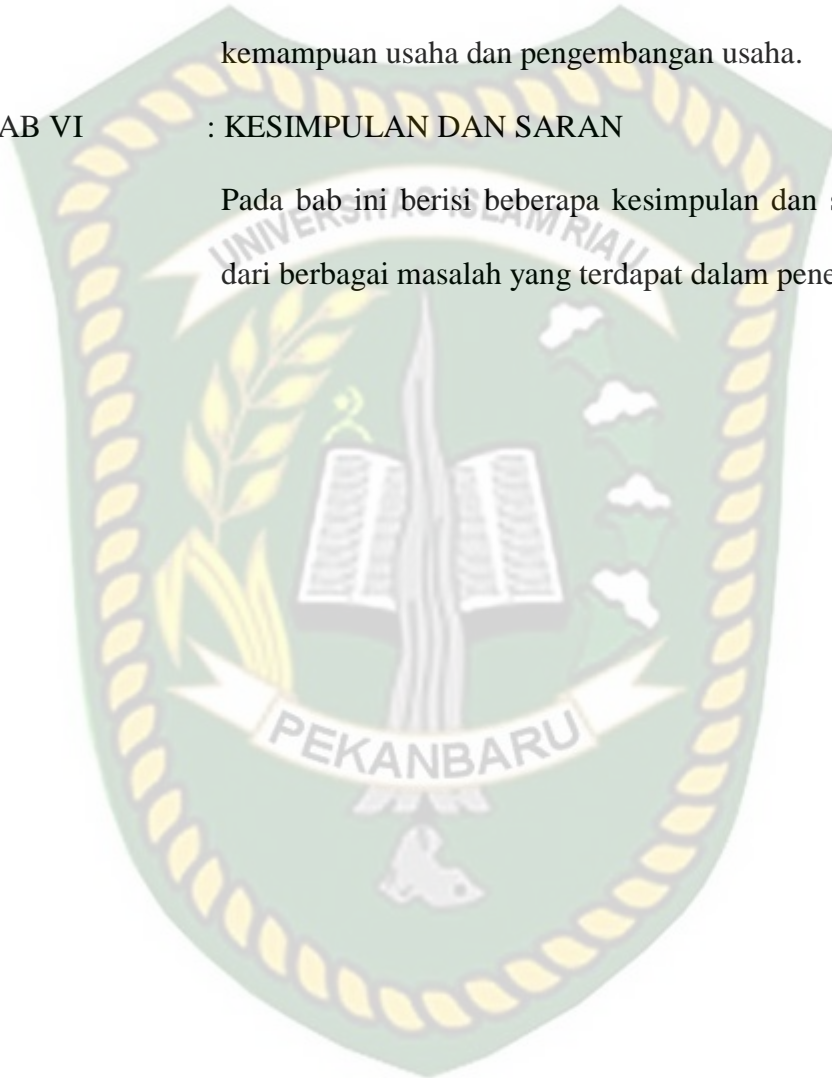 kemampuan usaha dan pengembangan usaha.
AB VI : KESIMPULAN DAN SARAN
Pada bab ini berisi beberapa kesimpulan dan
dari berbagai masalah yang terdapat dalam
UNIVERSITAS ISLAM RIAU
PEKANBARU